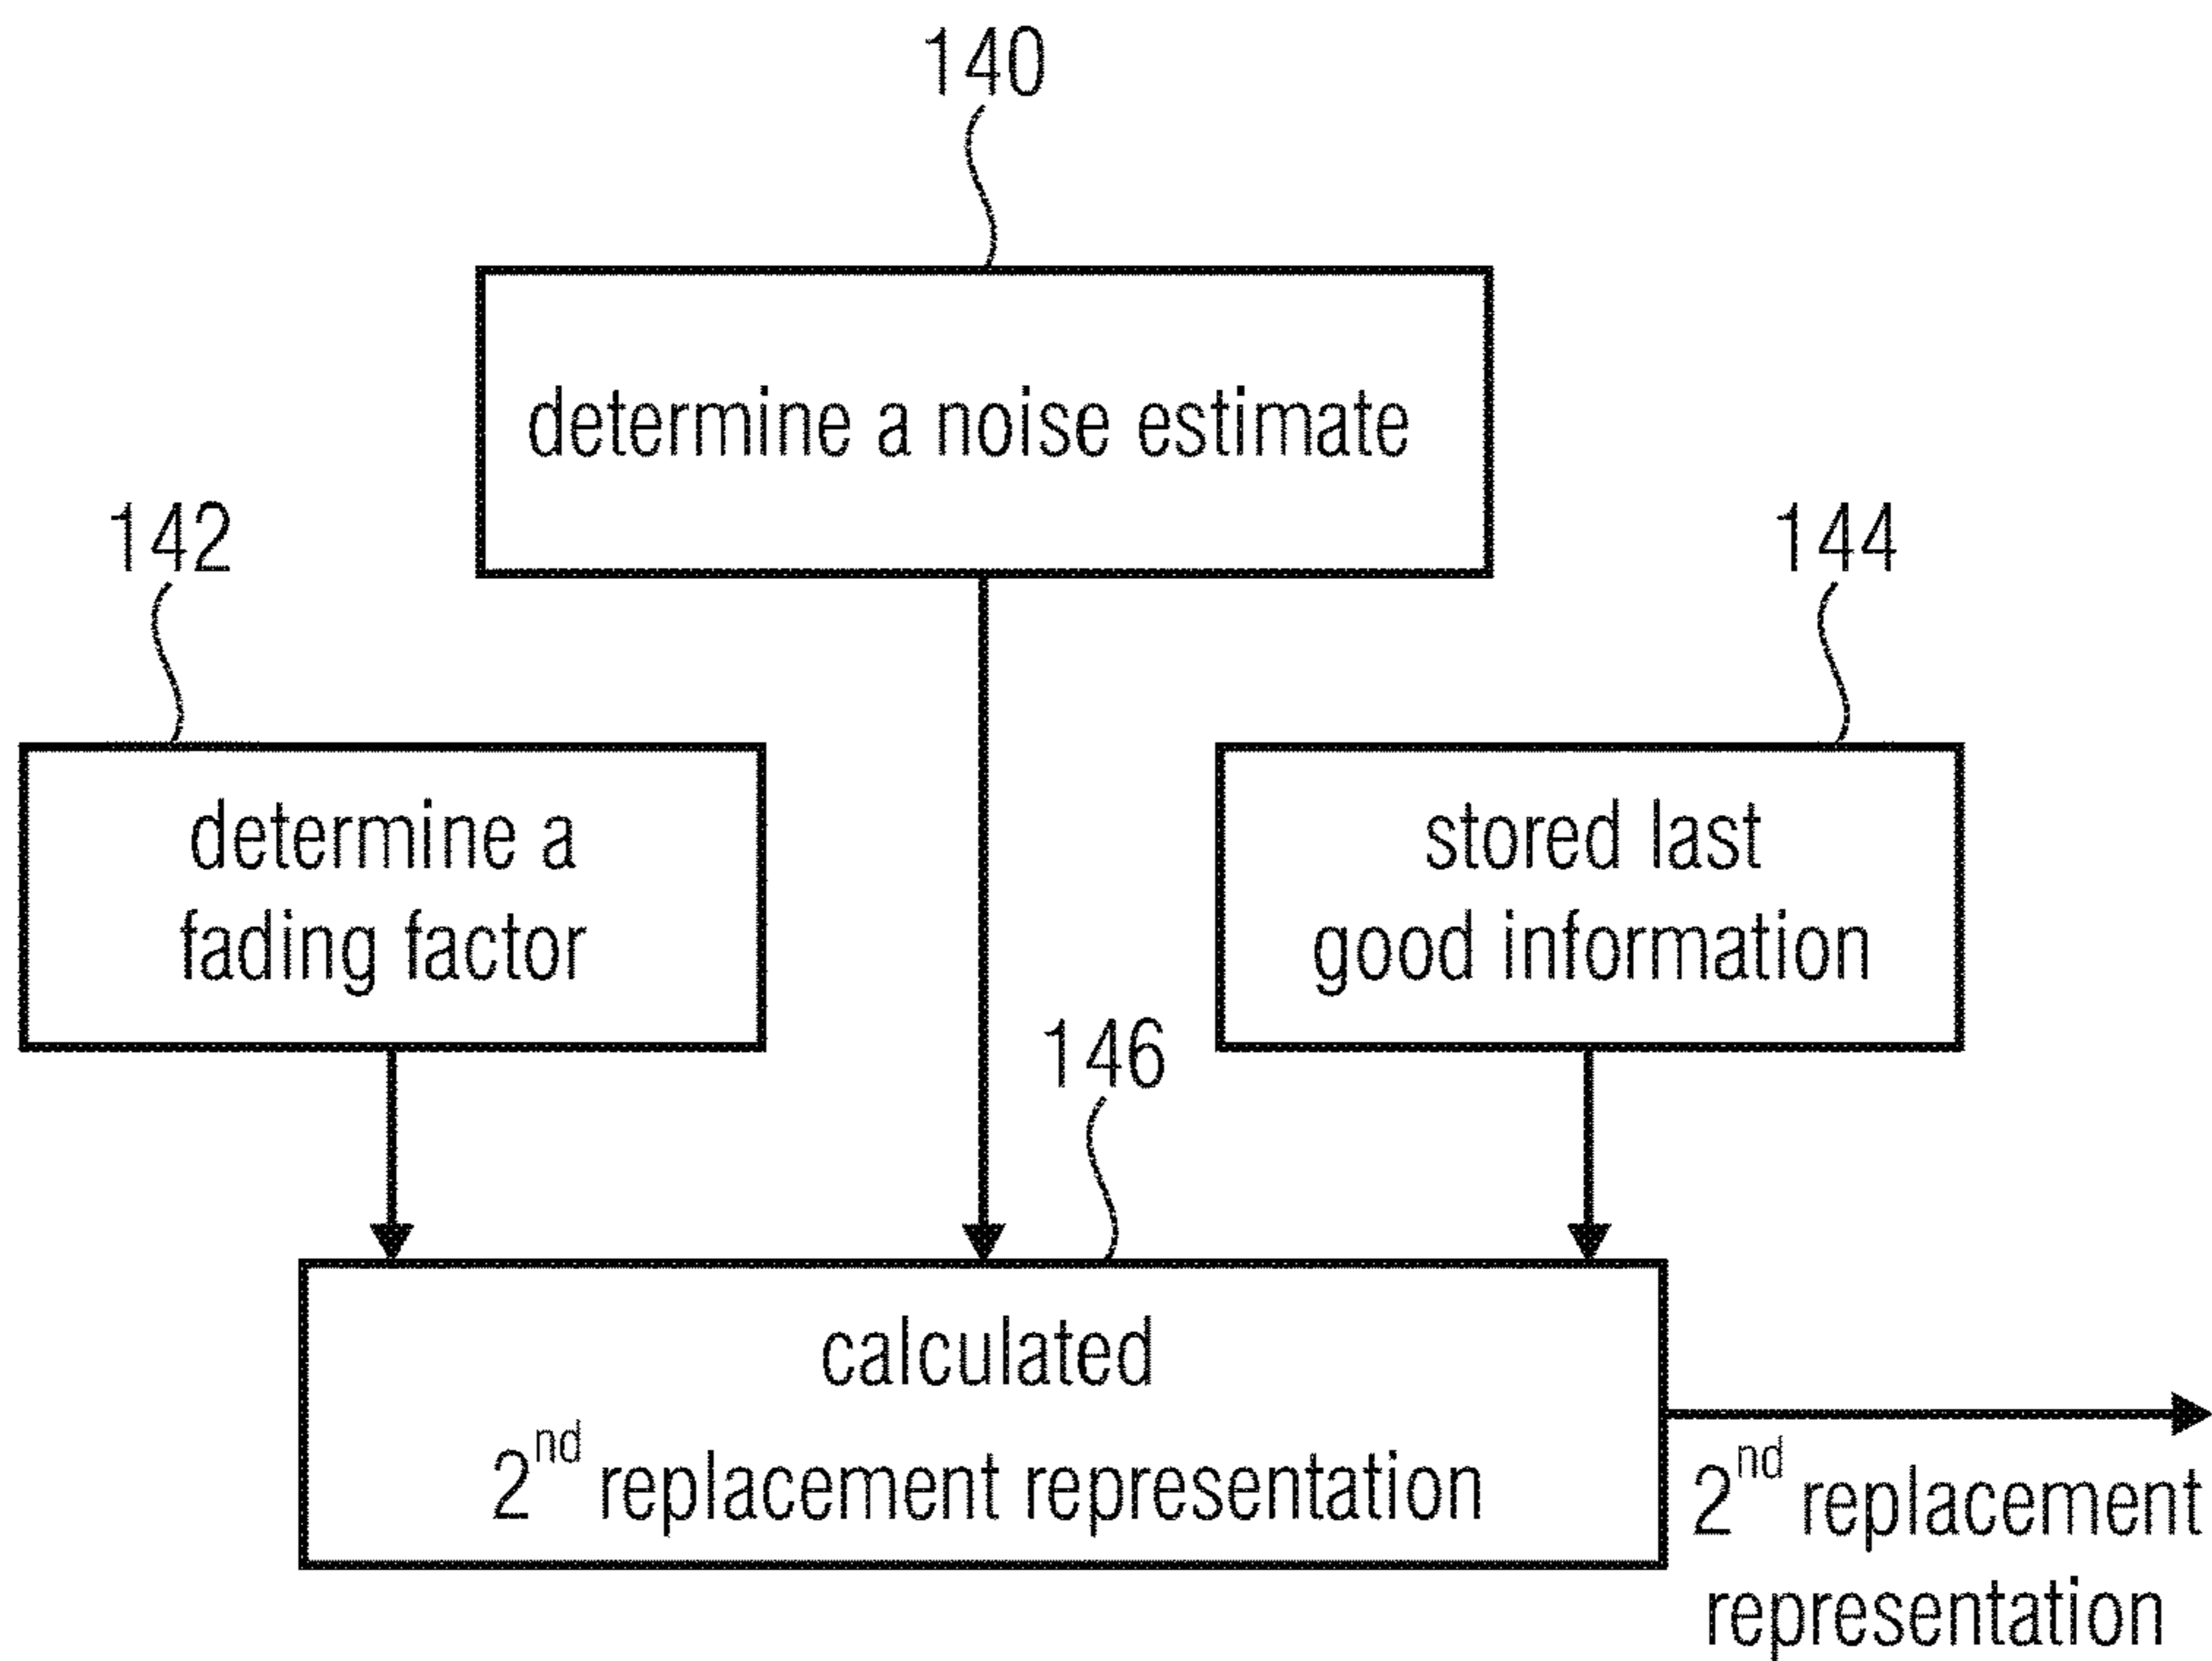 140
determine a noise estimate
142
144
determine a
fading factor
stored last
good information
146
calculated
2nd replacement representation
2nd replacement
representation